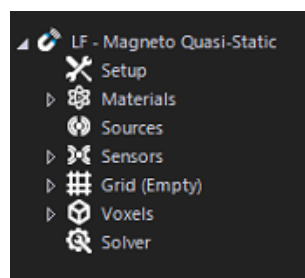 LF - Magneto Quasi-Static
Setup
Materials
Sources
Sensors
Grid (Empty)
Voxels
Solver